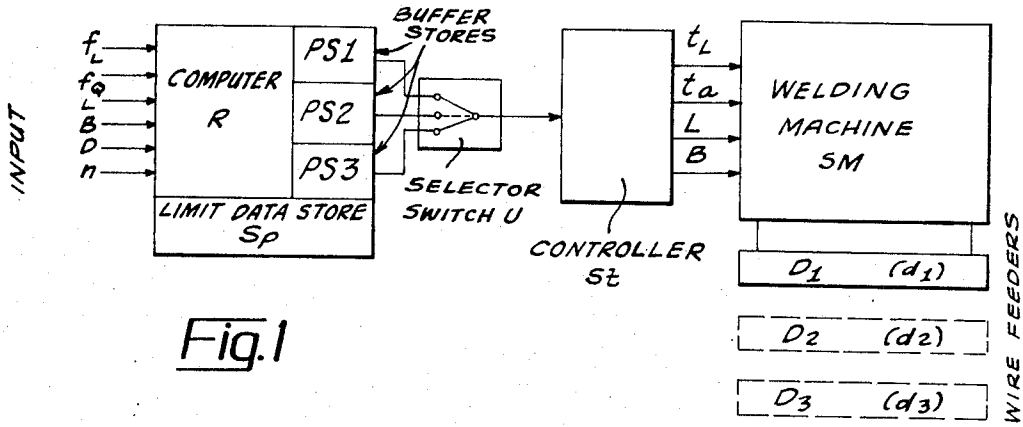 INPUT
f_L
f_Q
L
B
D
n
COMPUTER
R
PS1
PS2
PS3
LIMIT DATA STORE
Sp
BUFFER
STORES
SELECTOR
SWITCH U
CONTROLLER
St
t_L
t_a
L
B
WELDING
MACHINE
SM
D1 (d1)
D2 (d2)
D3 (d3)
WIRE FEEDERS
Fig.1